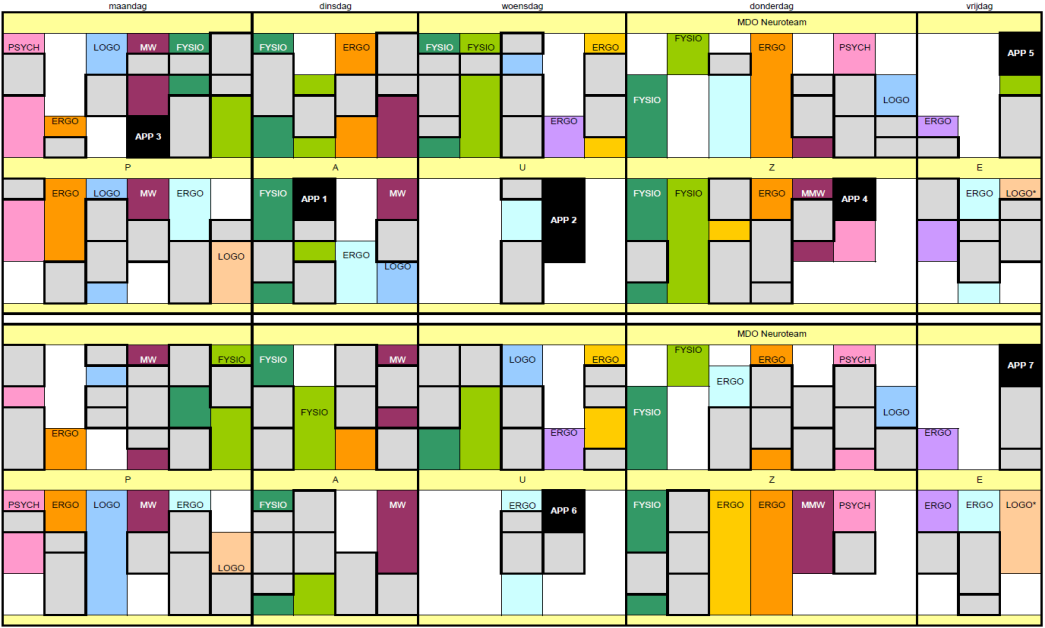 maandag dinsdag woensdag donderdag vrijdag
MDO Neuroteam
PSYCH LOGO MW FYSIO FYSIO ERGO FYSIO FYSIO ERGO FYSIO ERGO PSYCH APP 5
FYSIO LOGO
ERGO APP 3 ERGO ERGO
P A U Z E
ERGO LOGO MW ERGO FYSIO APP 1 MW APP 2 FYSIO FYSIO ERGO MMW APP 4 ERGO LOGO*
LOGO ERGO LOGO
MDO Neuroteam
MW FYSIO FYSIO MW LOGO ERGO FYSIO ERGO PSYCH APP 7
FYSIO ERGO FYSIO LOGO
ERGO ERGO ERGO
P A U Z E
PSYCH ERGO LOGO MW ERGO FYSIO MW ERGO APP 6 FYSIO ERGO ERGO MMW PSYCH ERGO ERGO LOGO*
LOGO